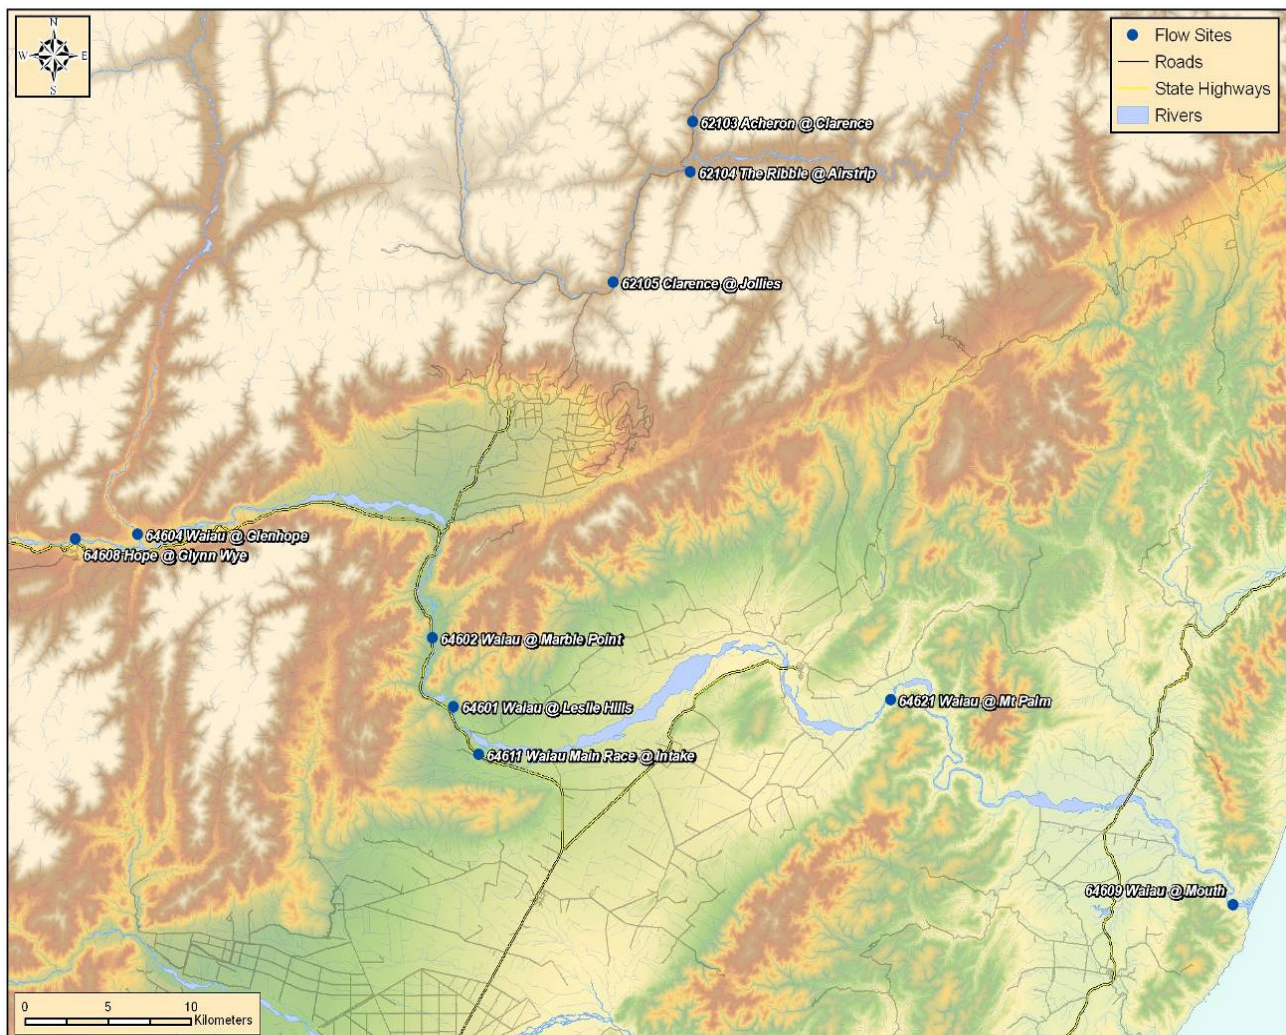 N
W E
S
Flow Sites
Roads
State Highways
Rivers
62103 Acheron @ Clarence
62104 The Ribble @ Airstrip
62105 Clarence @ Jollies
64604 Waiau @ Glenhope
64608 Hope @ Glynn Wye
64602 Waiau @ Marble Point
64601 Waiau @ Leslie Hills
64621 Waiau @ Mt Palm
64611 Waiau Main Race @ Intake
64609 Waiau @ Mouth
0 5 10
Kilometers